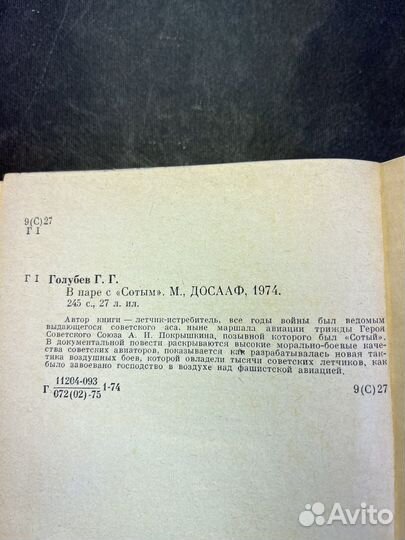 9(С)27
Г I
Г I Голубев Г. Г.
В паре с «Сотым». М., ДОСААФ, 1974.
245 с., 27 л. ил.
Автор книги — летчик-истребитель, все годы войны был ведомым
выдающегося советского аса, ныне маршала авиации трижды Героя
Советского Союза А. И. Покрышкина, позывной которого был «Сотый».
В документальной повести раскрываются высокие морально-боевые каче-
ства советских авиаторов, показывается как разрабатывалась новая так-
тика воздушных боев, которой овладели тысячи советских летчиков, как
было завоевано господство в воздухе над фашистской авиацией.
Г 11204-093
072(02)-75 1-74
9(С)27
Avito